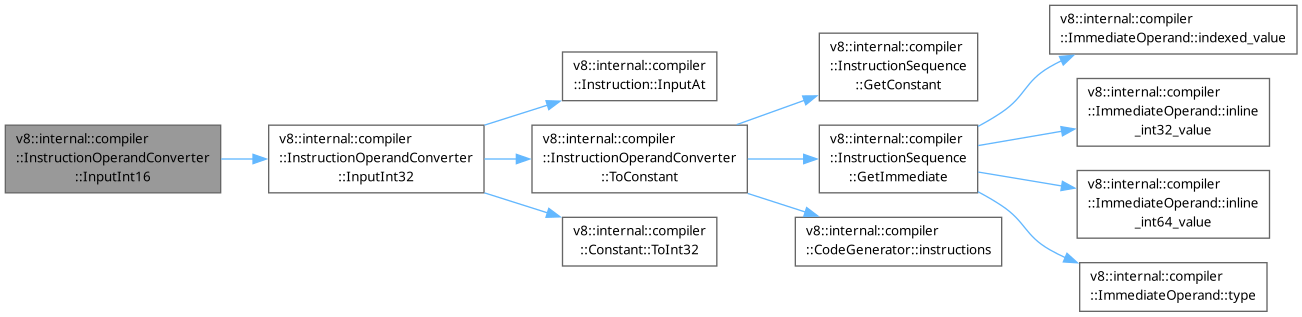 v8::internal::compiler
::InstructionOperandConverter
::InputInt16
v8::internal::compiler
::InstructionOperandConverter
::InputInt32
v8::internal::compiler
::Instruction::InputAt
v8::internal::compiler
::InstructionOperandConverter
::ToConstant
v8::internal::compiler
::Constant::ToInt32
v8::internal::compiler
::InstructionSequence
::GetConstant
v8::internal::compiler
::InstructionSequence
::GetImmediate
v8::internal::compiler
::CodeGenerator::instructions
v8::internal::compiler
::ImmediateOperand::indexed_value
v8::internal::compiler
::ImmediateOperand::inline
_int32_value
v8::internal::compiler
::ImmediateOperand::inline
_int64_value
v8::internal::compiler
::ImmediateOperand::type